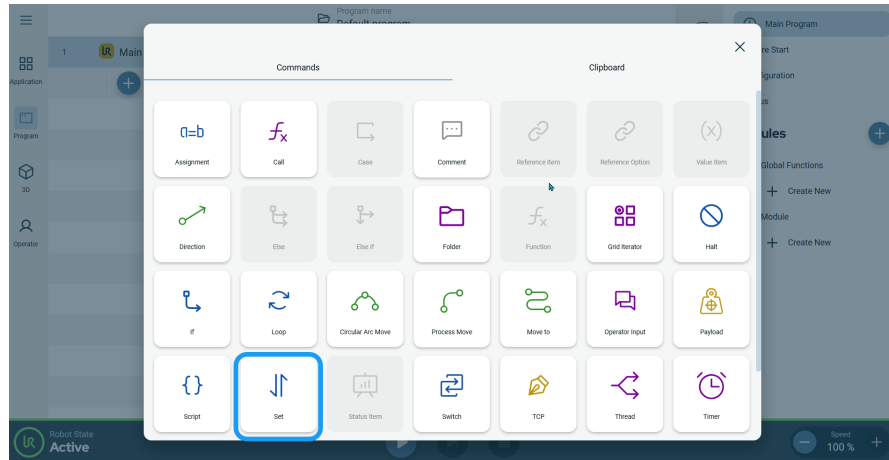 Program name
Default program
Main Program
1
Main
Commands
Clipboard
re Start
Application
iguration
us
a=b
Assignment
Call
Case
Comment
Reference Item
Reference Option
(x)
Value Item
Program
ules
Global Functions
Create New
3D
Direction
Else
Else If
Folder
Function
Grid Iterator
Halt
Module
Operator
Create New
If
Loop
Circular Arc Move
Process Move
Move to
Operator Input
Payload
Script
Set
Status Item
Switch
TCP
Thread
Timer
Robot State
Active
Speed
100 %